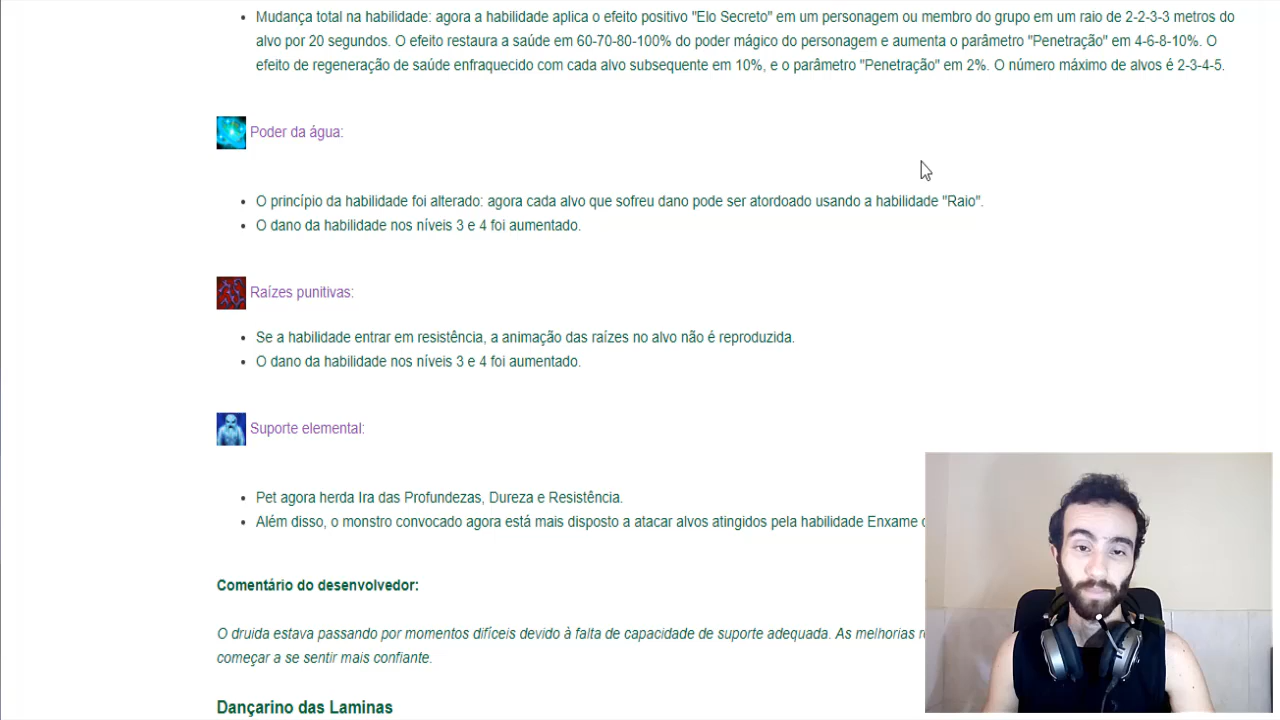 Mudança total na habilidade: agora a habilidade aplica o efeito positivo "Elo Secreto" em um personagem ou membro do grupo em um raio de 2-2-3-3 metros do
alvo por 20 segundos. O efeito restaura a saúde em 60-70-80-100% do poder mágico do personagem e aumenta o parâmetro "Penetração" em 4-6-8-10%. O
efeito de regeneração de saúde enfraquecido com cada alvo subsequente em 10%, e o parâmetro "Penetração" em 2%. O número máximo de alvos é 2-3-4-5.
Poder da água:
O princípio da habilidade foi alterado: agora cada alvo que sofreu dano pode ser atordoado usando a habilidade "Raio".
O dano da habilidade nos níveis 3 e 4 foi aumentado.
Raízes punitivas:
Se a habilidade entrar em resistência, a animação das raízes no alvo não é reproduzida.
O dano da habilidade nos níveis 3 e 4 foi aumentado.
Suporte elemental:
Pet agora herda Ira das Profundezas, Dureza e Resistência.
Além disso, o monstro convocado agora está mais disposto a atacar alvos atingidos pela habilidade Enxame
Comentário do desenvolvedor:
O druida estava passando por momentos difíceis devido à falta de capacidade de suporte adequada. As melhorias
começar a se sentir mais confiante.
Dançarino das Laminas